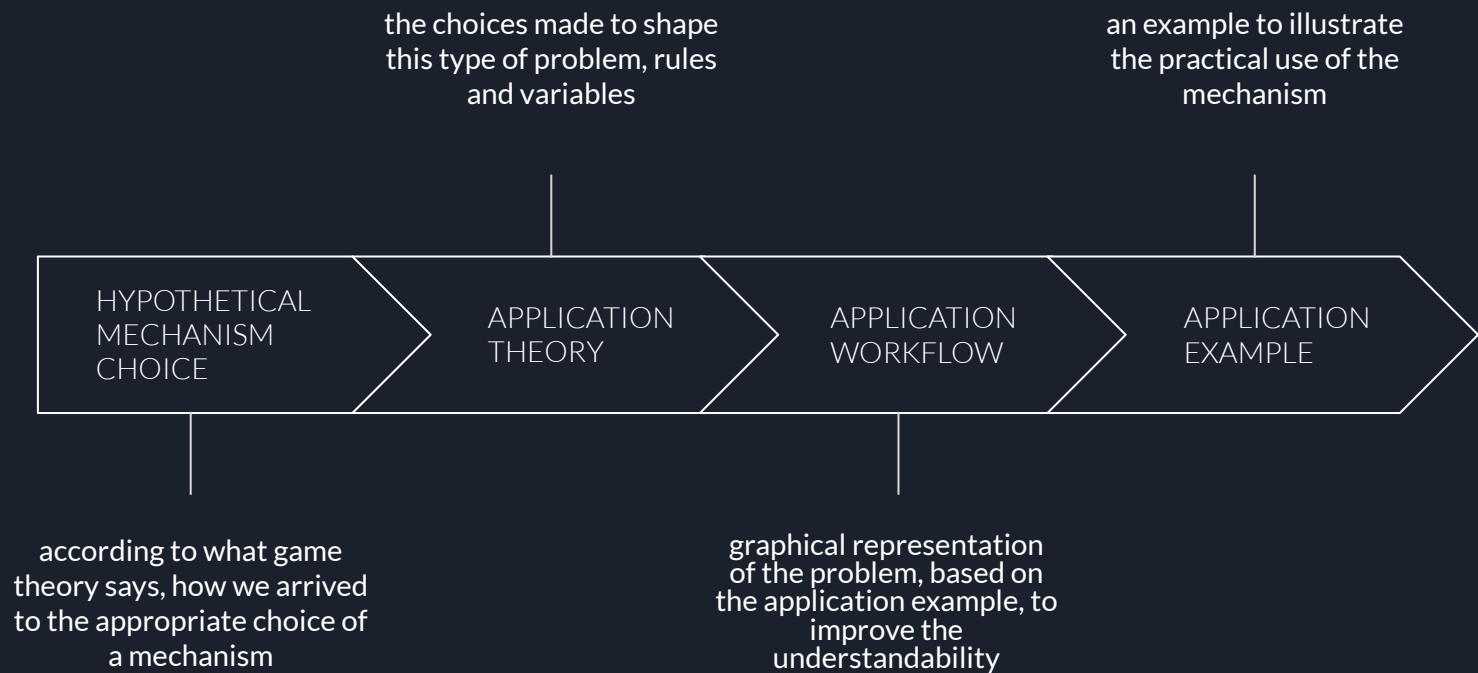 the choices made to shape
this type of problem, rules
and variables
an example to illustrate
the practical use of the
mechanism
HYPOTHETICAL
MECHANISM
CHOICE
APPLICATION
THEORY
APPLICATION
WORKFLOW
APPLICATION
EXAMPLE
according to what game
theory says, how we arrived
to the appropriate choice of
a mechanism
graphical representation
of the problem, based on
the application example, to
improve the
understandability